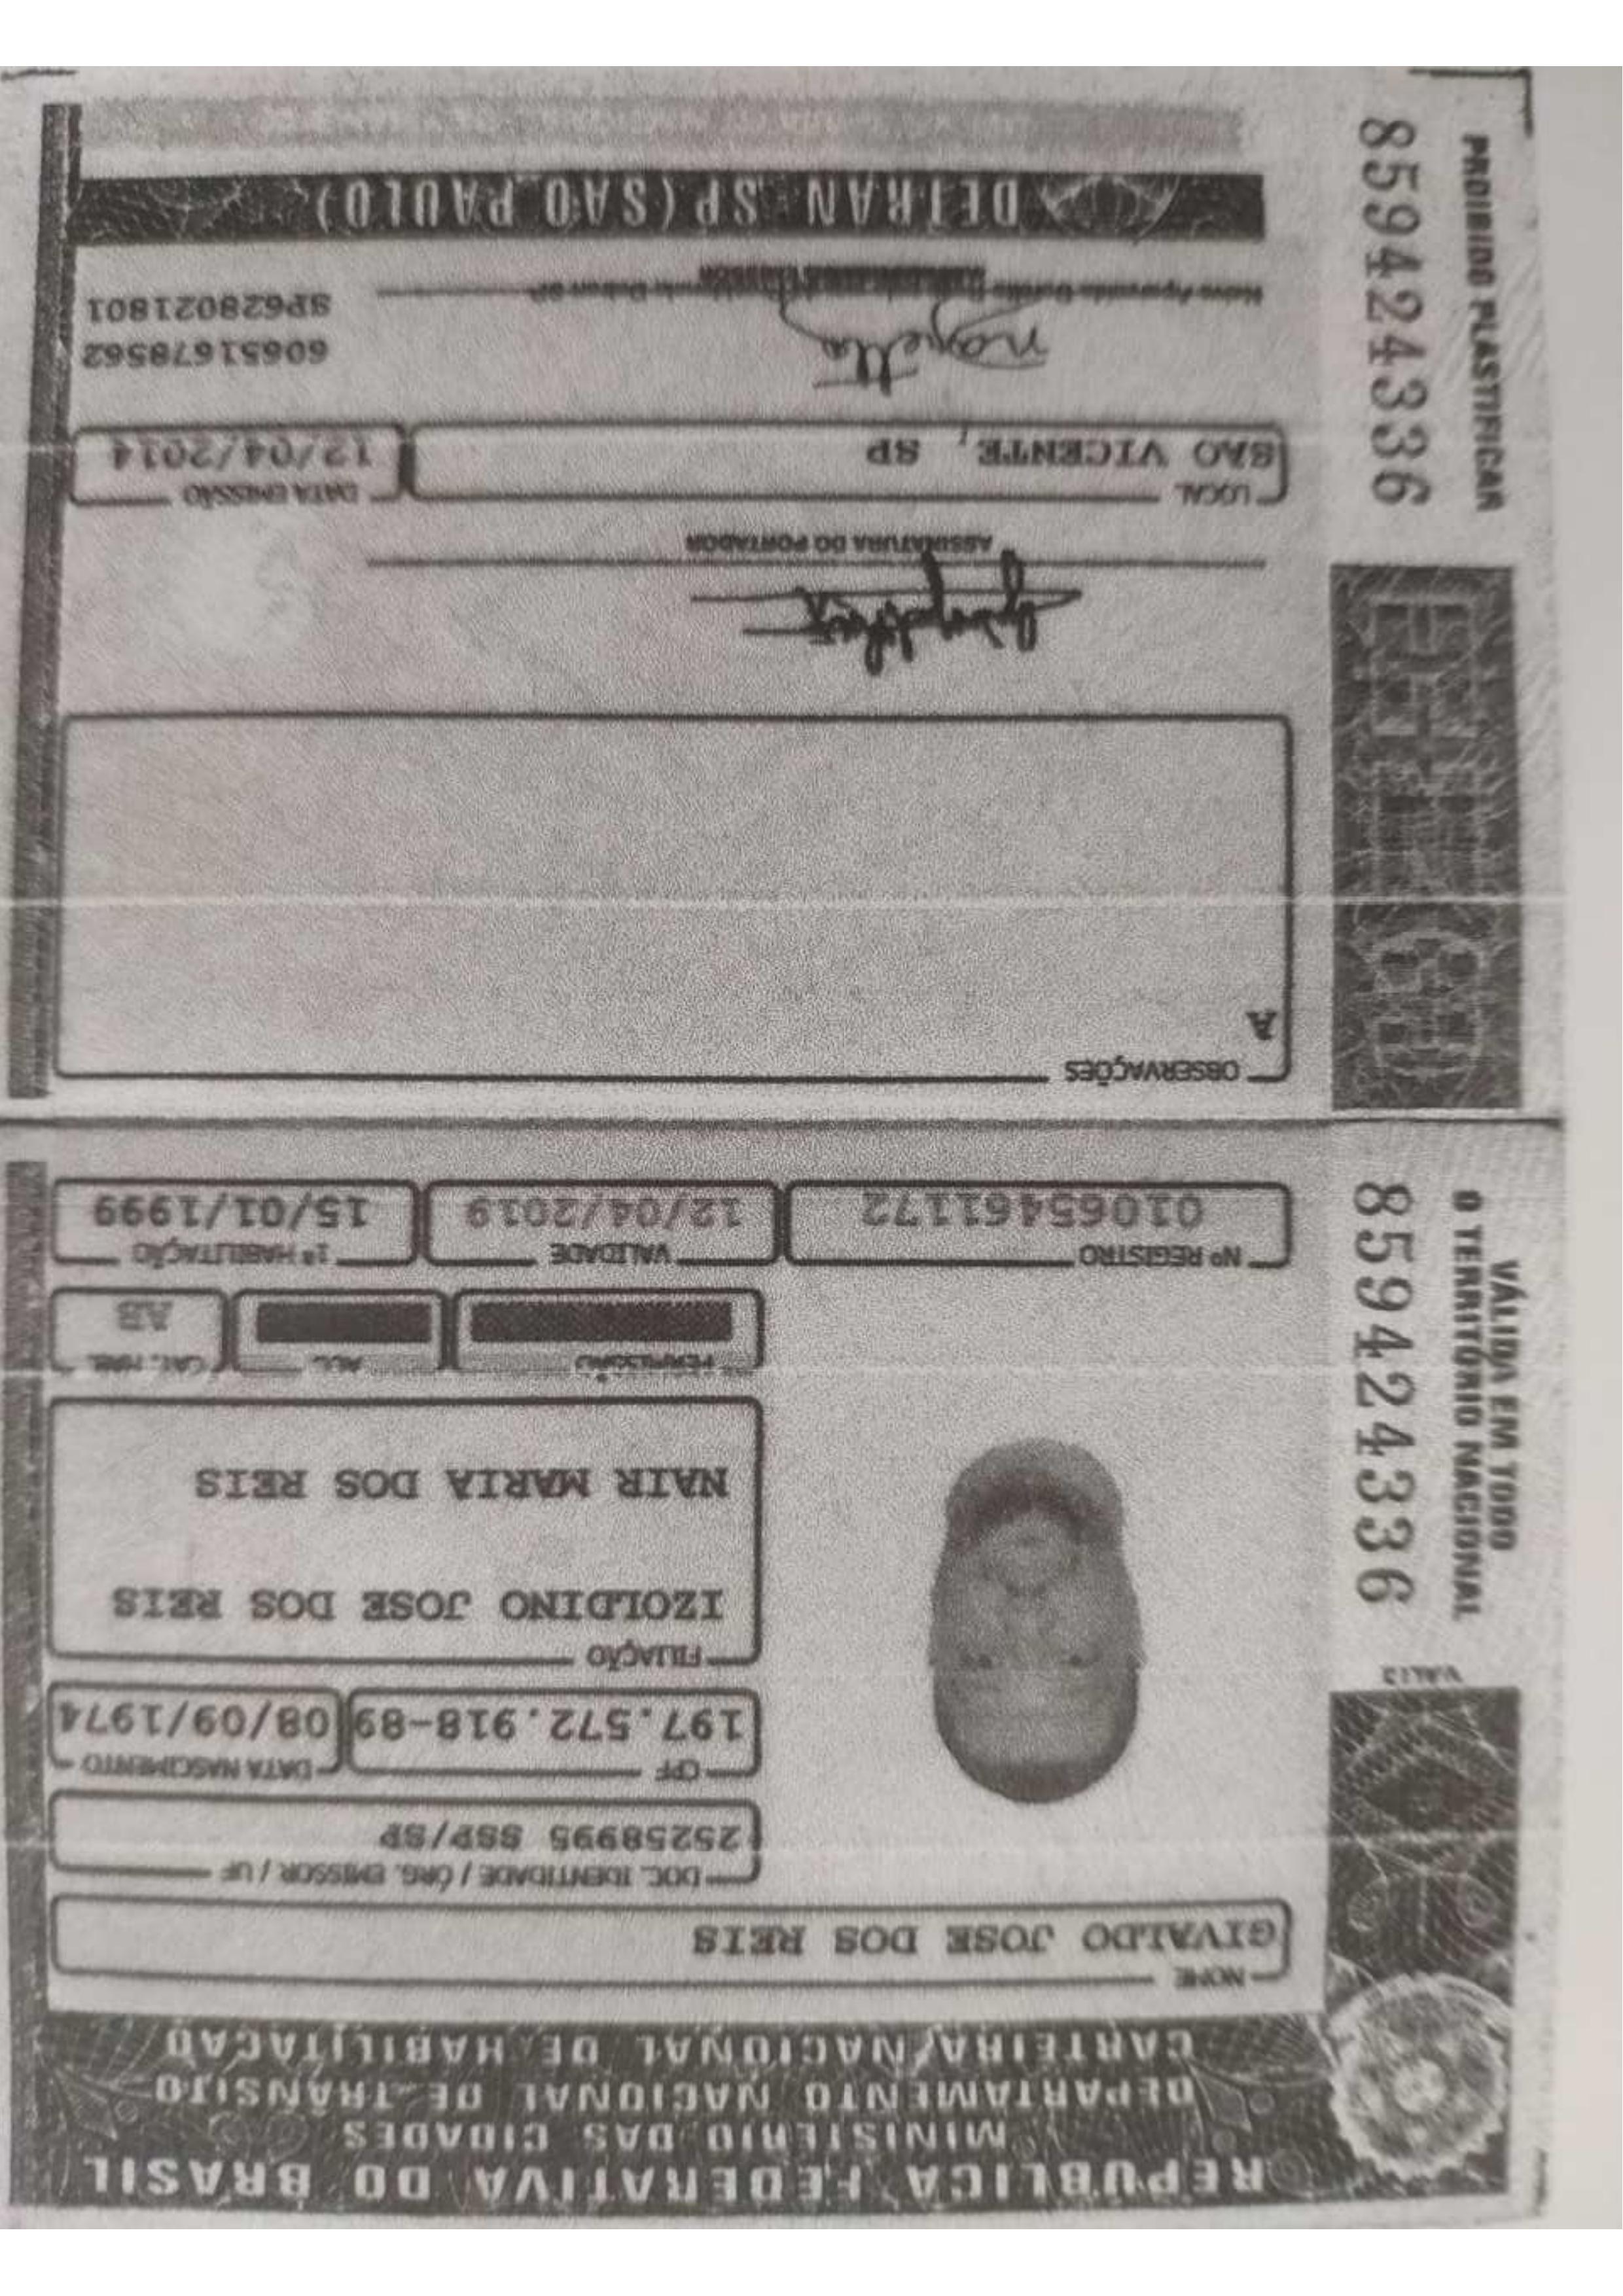 REPÚBLICA FEDERATIVA DO BRASIL
MINISTÉRIO DAS CIDADES
DEPARTAMENTO NACIONAL DE TRÂNSITO
CARTEIRA NACIONAL DE HABILITAÇÃO
NOME
GIVALDO JOSE DOS REIS
DOC. IDENTIDADE / ÓRG. EMISSOR / UF
25258995 SSP/SP
CPF
197.572.918-89
DATA NASCIMENTO
08/09/1974
FILIAÇÃO
IZOLDINO JOSE DOS REIS
NAIR MARIA DOS REIS
PERMISSÃO
ACC
CAT. HAB.
AB
Nº REGISTRO
01065461172
VALIDADE
12/04/2019
1ª HABILITAÇÃO
15/01/1999
VÁLIDA EM TODO
O TERRITÓRIO NACIONAL
859424336
OBSERVAÇÕES
A
ASSINATURA DO PORTADOR
LOCAL
SAO VICENTE, SP
DATA EMISSÃO
12/04/2014
60651678562
SP628021801
DETRAN SP (SAO PAULO)
PROIBIDO PLASTIFICAR
859424336